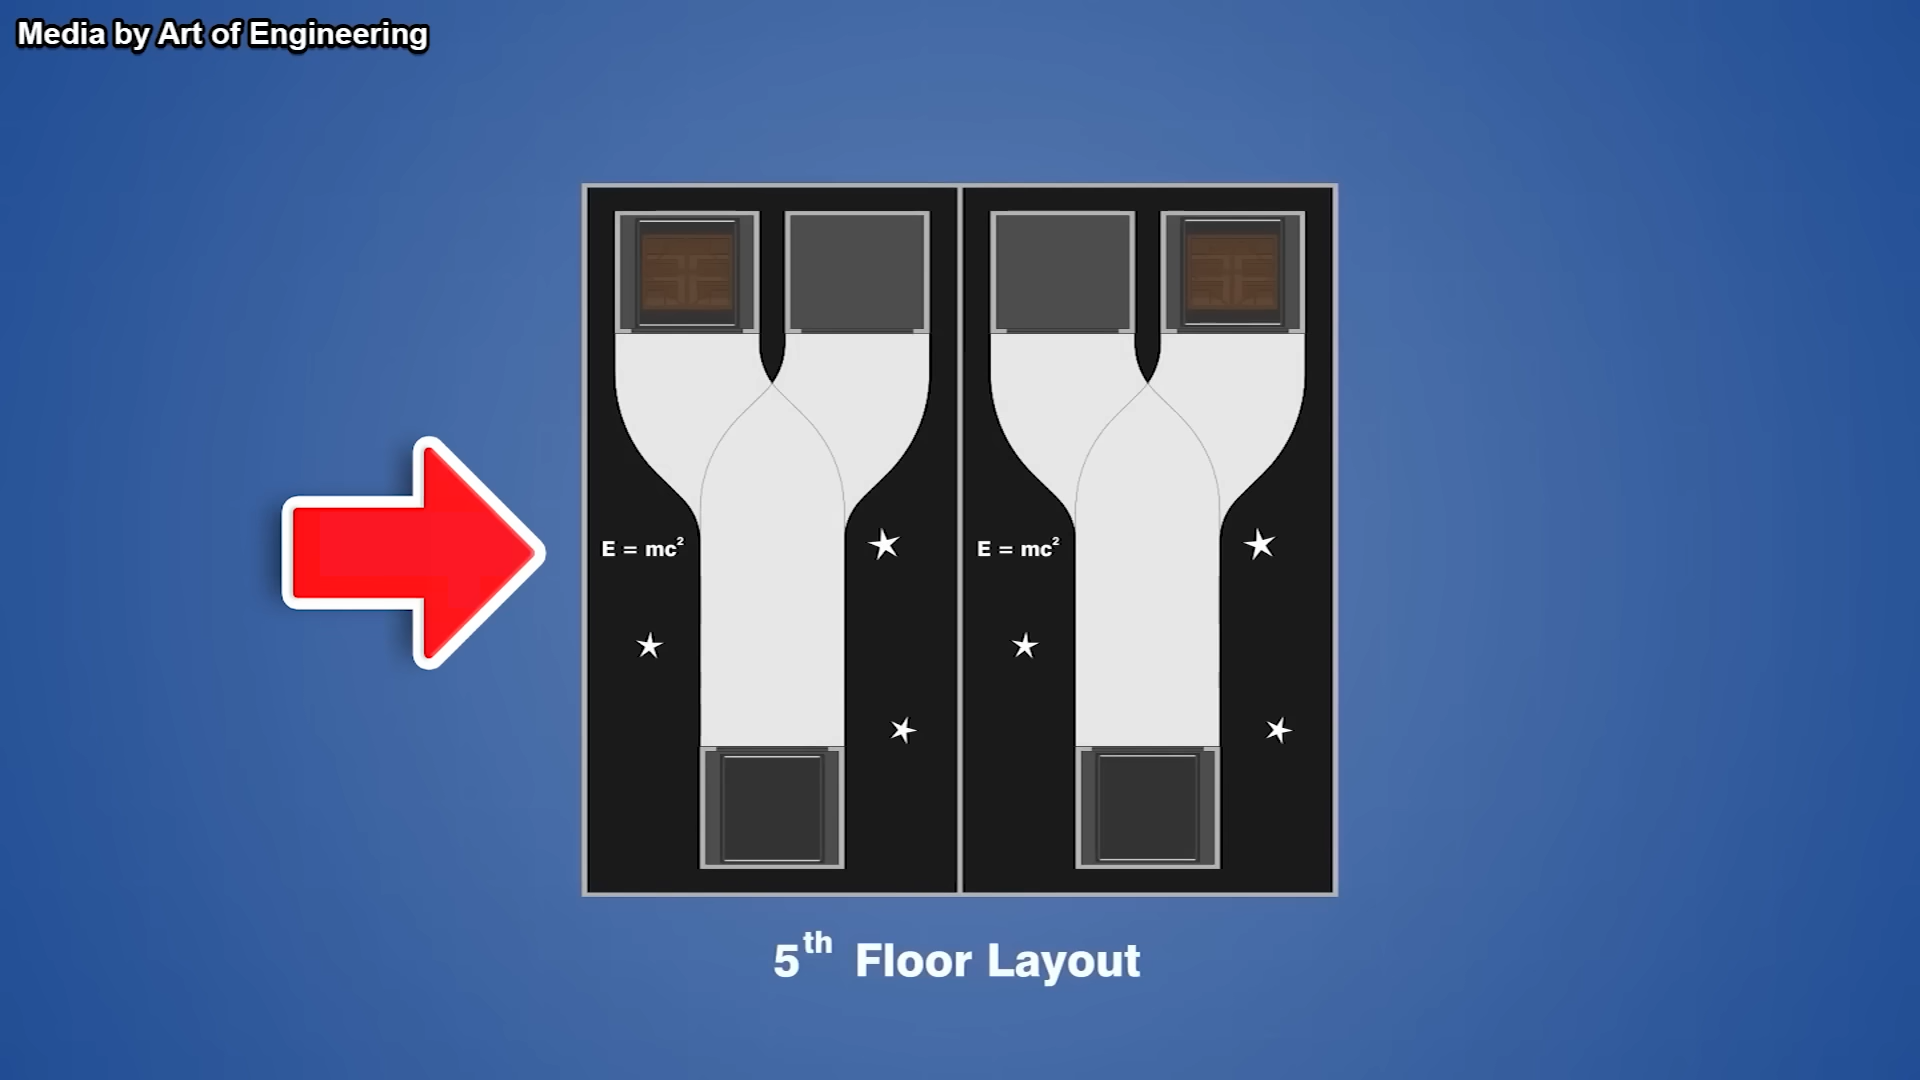 Media by Art of Engineering
E = mc² E = mc²
5th Floor Layout